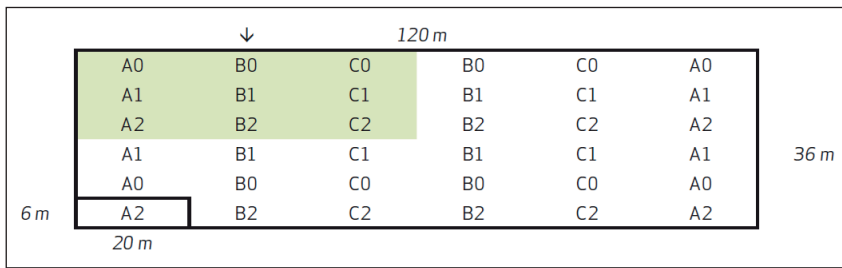 ↓ 120 m
A0 B0 C0 B0 C0 A0
A1 B1 C1 B1 C1 A1
A2 B2 C2 B2 C2 A2
A1 B1 C1 B1 C1 A1 36 m
A0 B0 C0 B0 C0 A0
6 m A2 B2 C2 B2 C2 A2
20 m